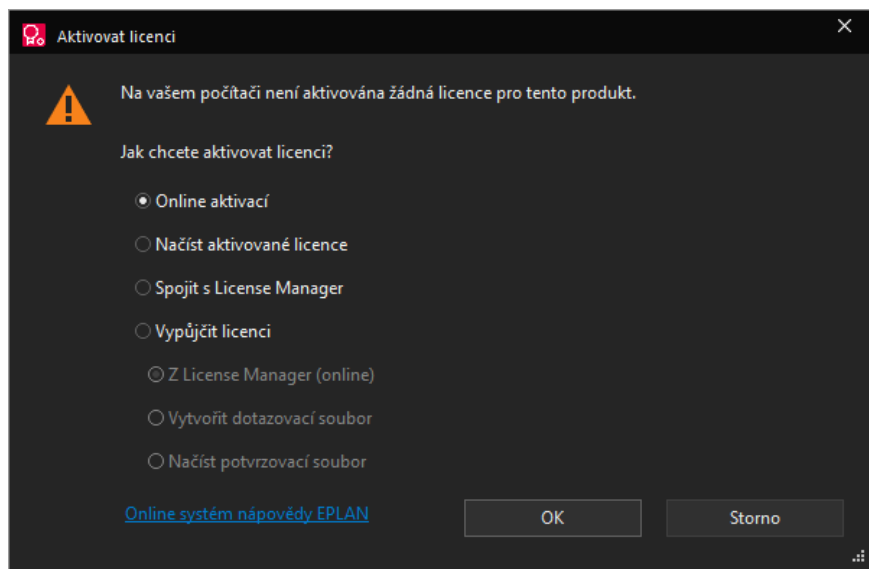 Aktivovat licenci
Na vašem počítači není aktivována žádná licence pro tento produkt.
Jak chcete aktivovat licenci?
Online aktivací
Načíst aktivované licence
Spojit s License Manager
Vypůjčit licenci
Z License Manager (online)
Vytvořit dotazovací soubor
Načíst potvrzovací soubor
Online systém nápovědy EPLAN
OK
Storno